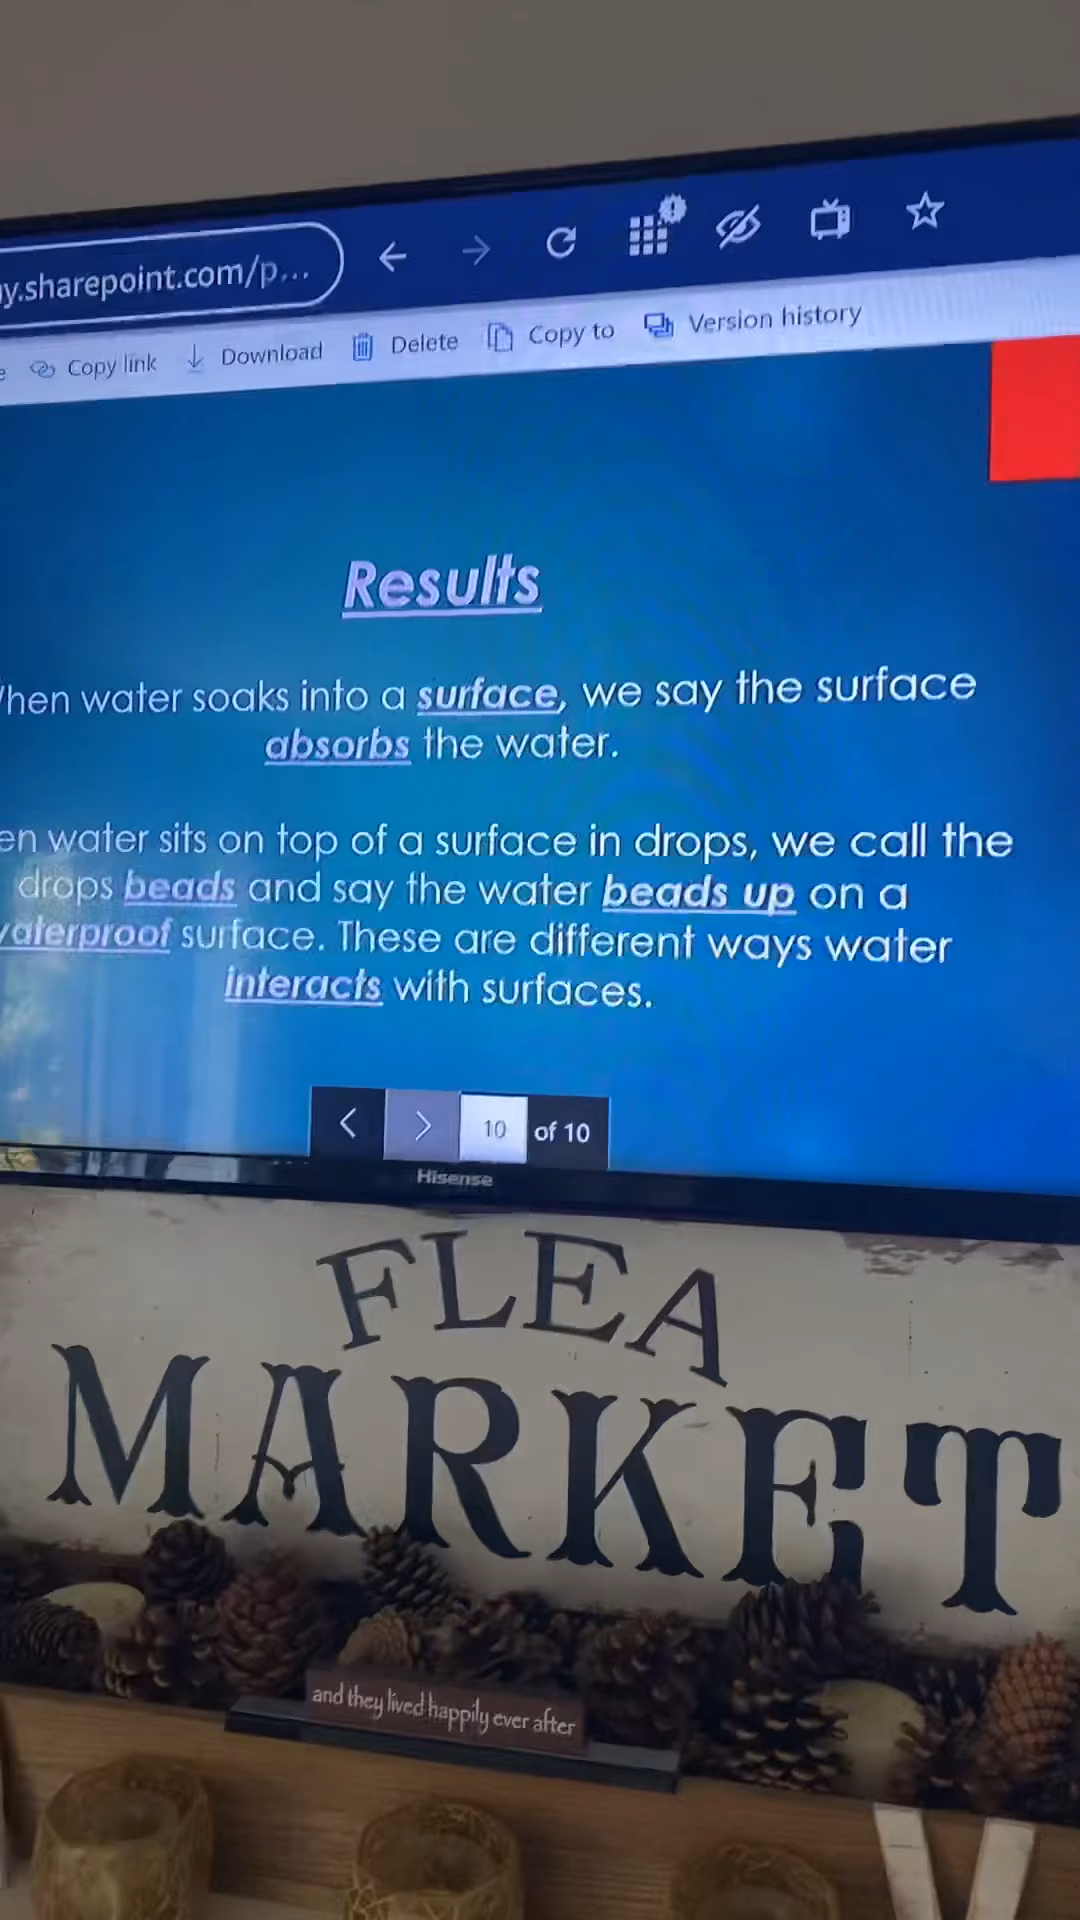 y.sharepoint.com/p...
Copy link Download Delete Copy to Version history
Results
hen water soaks into a surface, we say the surface
absorbs the water.
en water sits on top of a surface in drops, we call the
drops beads and say the water beads up on a
aterproof surface. These are different ways water
interacts with surfaces.
10 of 10
Hisense
FLEA
MARKET
and they lived happily ever after